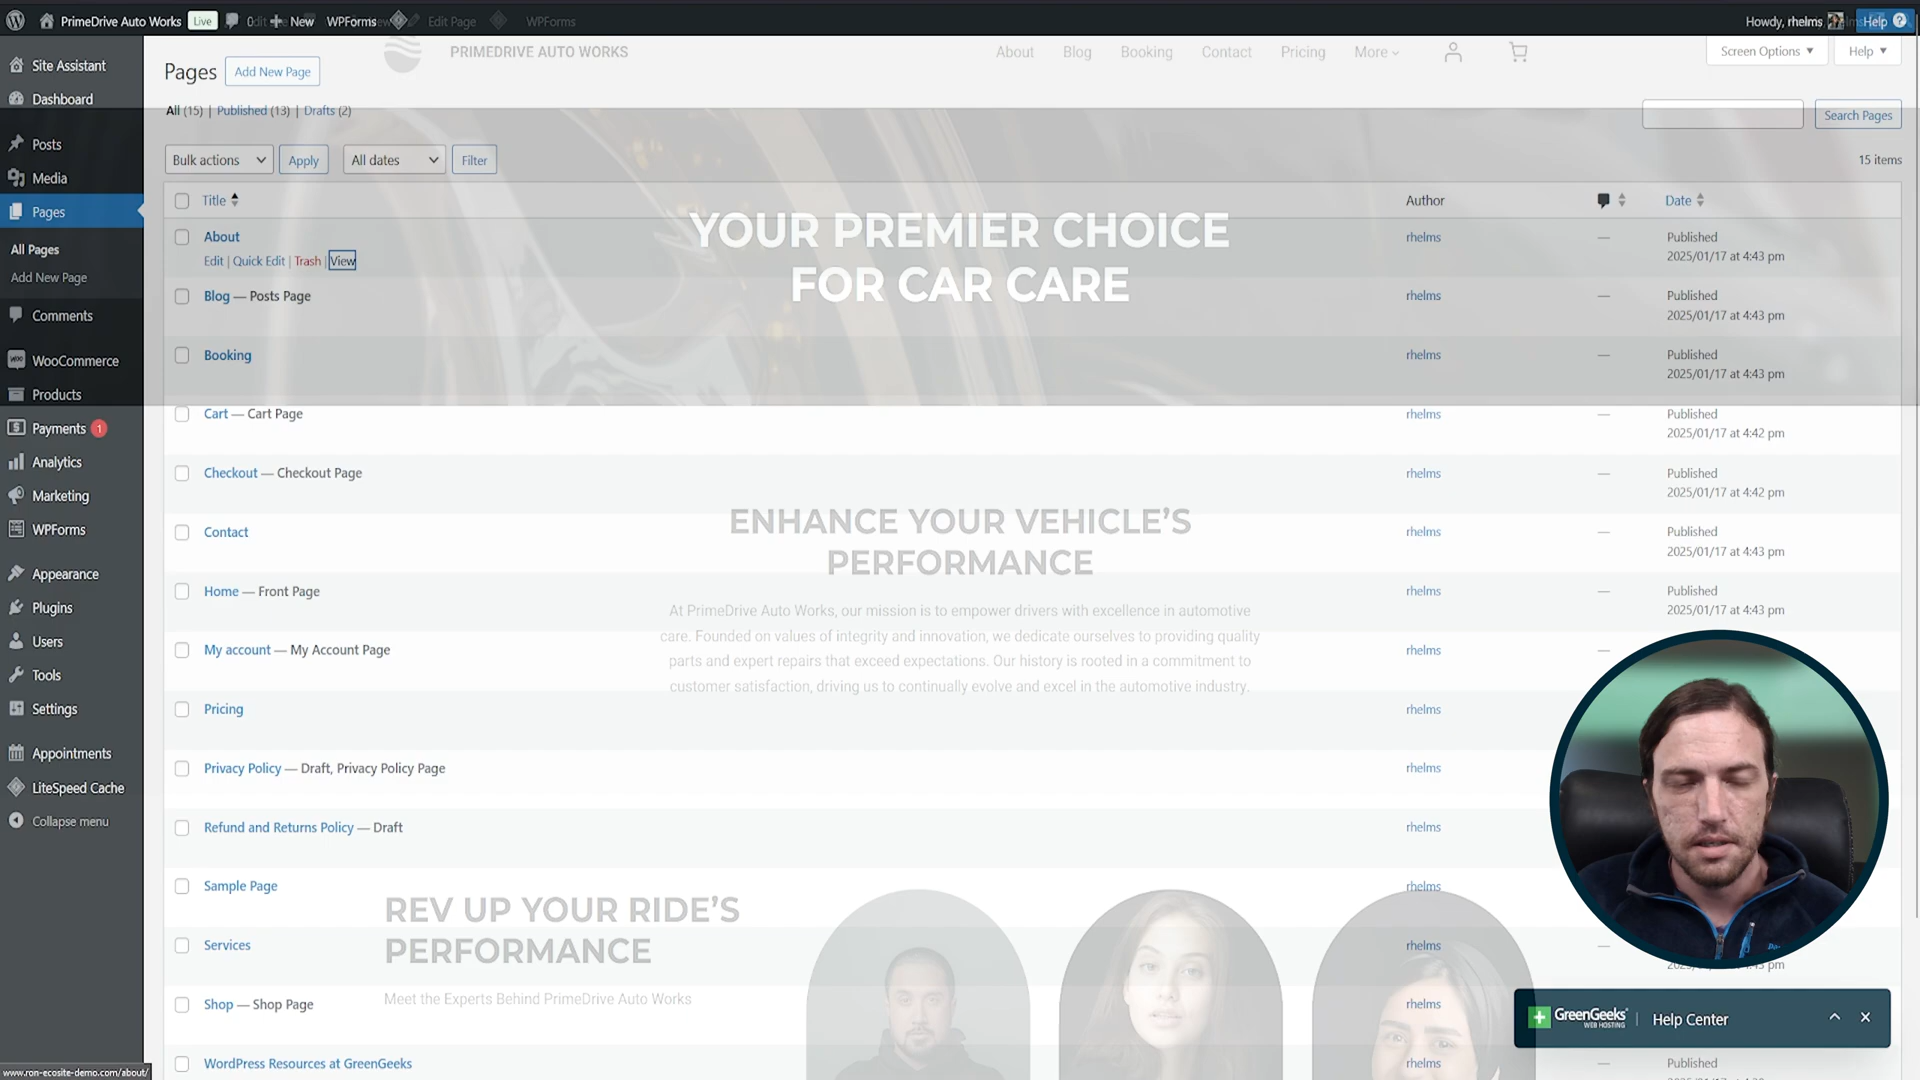 PrimeDrive Auto Works Live 0 New WPForms Edit Page WPForms Howdy, rhelms Help
PRIMEDRIVE AUTO WORKS About Blog Booking Contact Pricing More
Site Assistant
Dashboard
Posts
Media
Pages
All Pages
Add New Page
Comments
WooCommerce
Products
Payments 1
Analytics
Marketing
WPForms
Appearance
Plugins
Users
Tools
Settings
Appointments
LiteSpeed Cache
Collapse menu
Pages Add New Page Screen Options Help
All (15) | Published (13) | Drafts (2) Search Pages
Bulk actions Apply All dates Filter 15 items
Title Author Date
About rhelms — Published
Edit | Quick Edit | Trash | View 2025/01/17 at 4:43 pm
Blog — Posts Page rhelms — Published
2025/01/17 at 4:43 pm
Booking rhelms — Published
2025/01/17 at 4:43 pm
Cart — Cart Page rhelms — Published
2025/01/17 at 4:42 pm
Checkout — Checkout Page rhelms — Published
2025/01/17 at 4:42 pm
Contact rhelms — Published
2025/01/17 at 4:43 pm
Home — Front Page rhelms — Published
2025/01/17 at 4:43 pm
My account — My Account Page rhelms —
Pricing rhelms
Privacy Policy — Draft, Privacy Policy Page rhelms
Refund and Returns Policy — Draft rhelms
Sample Page rhelms
Services rhelms —
Shop — Shop Page rhelms
WordPress Resources at GreenGeeks rhelms — Published
YOUR PREMIER CHOICE
FOR CAR CARE
ENHANCE YOUR VEHICLE’S
PERFORMANCE
At PrimeDrive Auto Works, our mission is to empower drivers with excellence in automotive
care. Founded on values of integrity and innovation, we dedicate ourselves to providing quality
parts and expert repairs that exceed expectations. Our history is rooted in a commitment to
customer satisfaction, driving us to continually evolve and excel in the automotive industry.
REV UP YOUR RIDE’S
PERFORMANCE
Meet the Experts Behind PrimeDrive Auto Works
GreenGeeks WEB HOSTING | Help Center
www.ron-ecosite-demo.com/about/